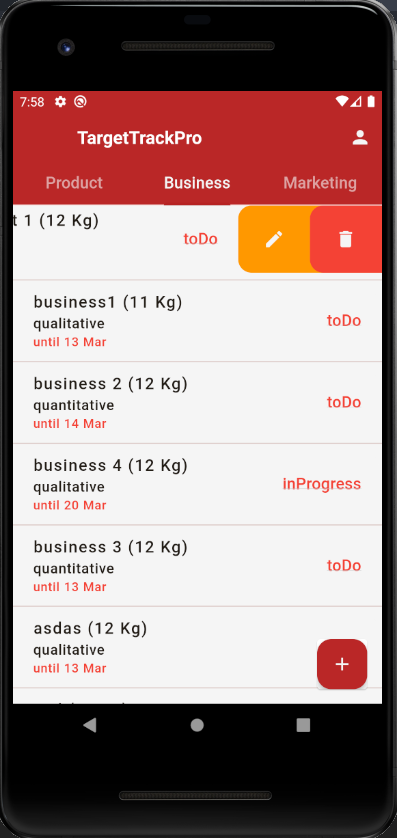 7:58
TargetTrackPro
Product Business Marketing
t 1 (12 Kg)
toDo
business1 (11 Kg)
qualitative
until 13 Mar
toDo
business 2 (12 Kg)
quantitative
until 14 Mar
toDo
business 4 (12 Kg)
qualitative
until 20 Mar
inProgress
business 3 (12 Kg)
quantitative
until 13 Mar
toDo
asdas (12 Kg)
qualitative
until 13 Mar